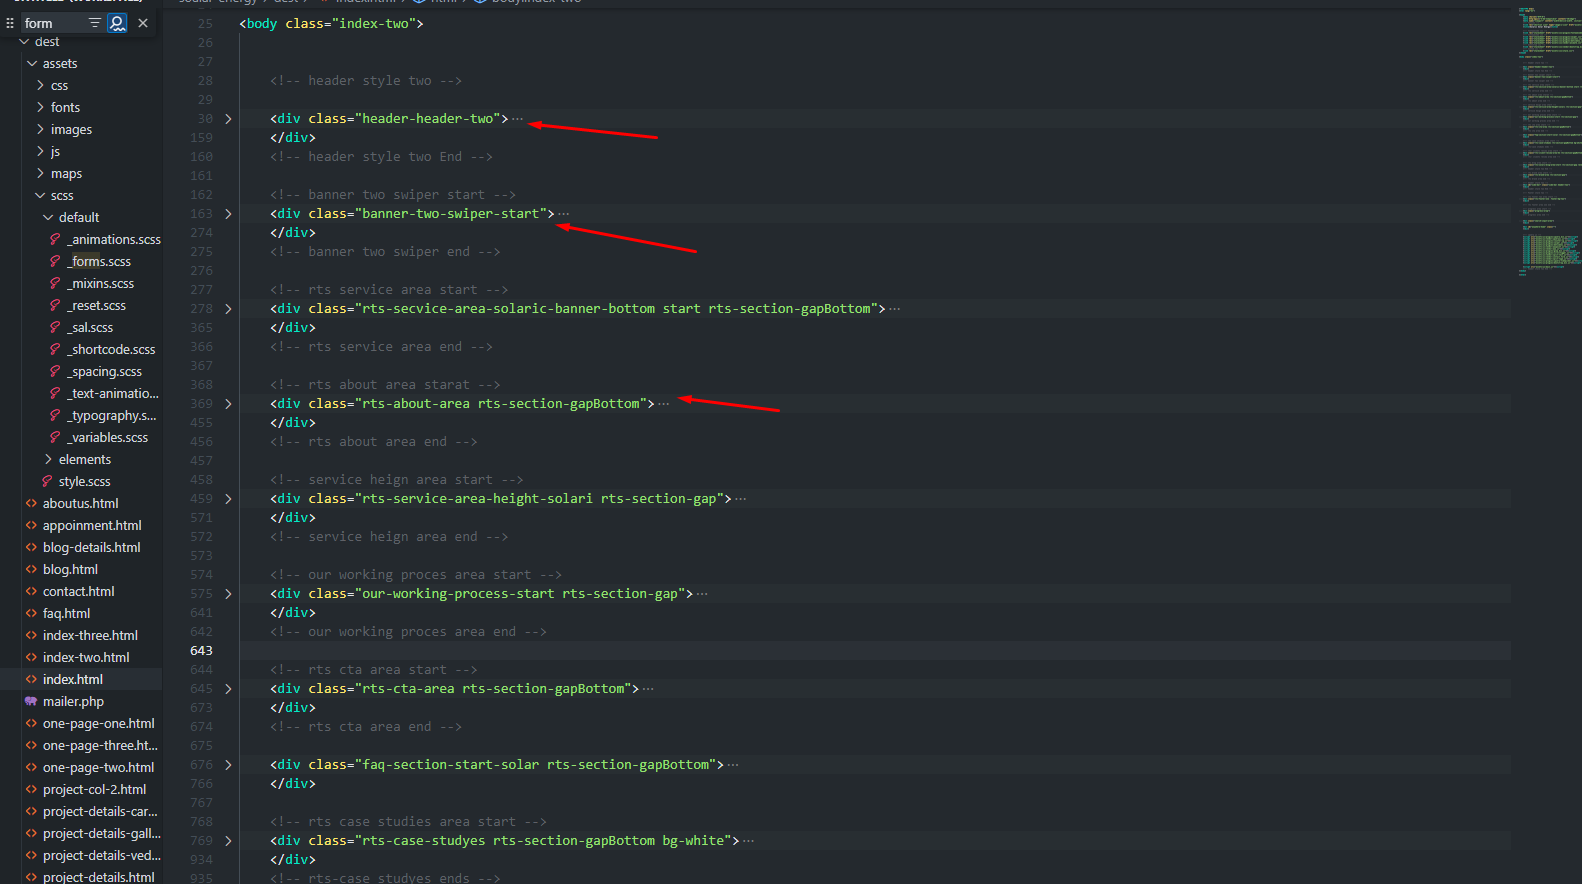 form
dest
assets
css
fonts
images
js
maps
scss
default
_animations.scss
_forms.scss
_mixins.scss
_reset.scss
_sal.scss
_shortcode.scss
_spacing.scss
_text-animatio...
_typography.s...
_variables.scss
elements
style.scss
aboutus.html
appoinment.html
blog-details.html
blog.html
contact.html
faq.html
index-three.html
index-two.html
index.html
mailer.php
one-page-one.html
one-page-three.ht...
one-page-two.html
project-col-2.html
project-details-car...
project-details-gall...
project-details-ved...
project-details.html
25 <body class="index-two">
26
27
28 <!-- header style two -->
29
30 <div class="header-header-two">···
159 </div>
160 <!-- header style two End -->
161
162 <!-- banner two swiper start -->
163 <div class="banner-two-swiper-start">···
274 </div>
275 <!-- banner two swiper end -->
276
277 <!-- rts service area start -->
278 <div class="rts-secvice-area-solaric-banner-bottom start rts-section-gapBottom">···
365 </div>
366 <!-- rts service area end -->
367
368 <!-- rts about area starat -->
369 <div class="rts-about-area rts-section-gapBottom">···
455 </div>
456 <!-- rts about area end -->
457
458 <!-- service heign area start -->
459 <div class="rts-service-area-height-solari rts-section-gap">···
571 </div>
572 <!-- service heign area end -->
573
574 <!-- our working proces area start -->
575 <div class="our-working-process-start rts-section-gap">···
641 </div>
642 <!-- our working proces area end -->
643
644 <!-- rts cta area start -->
645 <div class="rts-cta-area rts-section-gapBottom">···
673 </div>
674 <!-- rts cta area end -->
675
676 <div class="faq-section-start-solar rts-section-gapBottom">···
766 </div>
767
768 <!-- rts case studies area start -->
769 <div class="rts-case-studyes rts-section-gapBottom bg-white">···
934 </div>
935 <!-- rts-case studyes ends -->